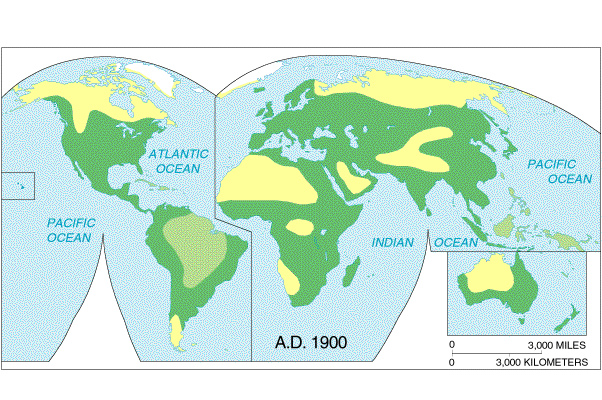 ATLANTIC
OCEAN
PACIFIC
OCEAN
PACIFIC
OCEAN
INDIAN OCEAN
A.D. 1900
0 3,000 MILES
0 3,000 KILOMETERS